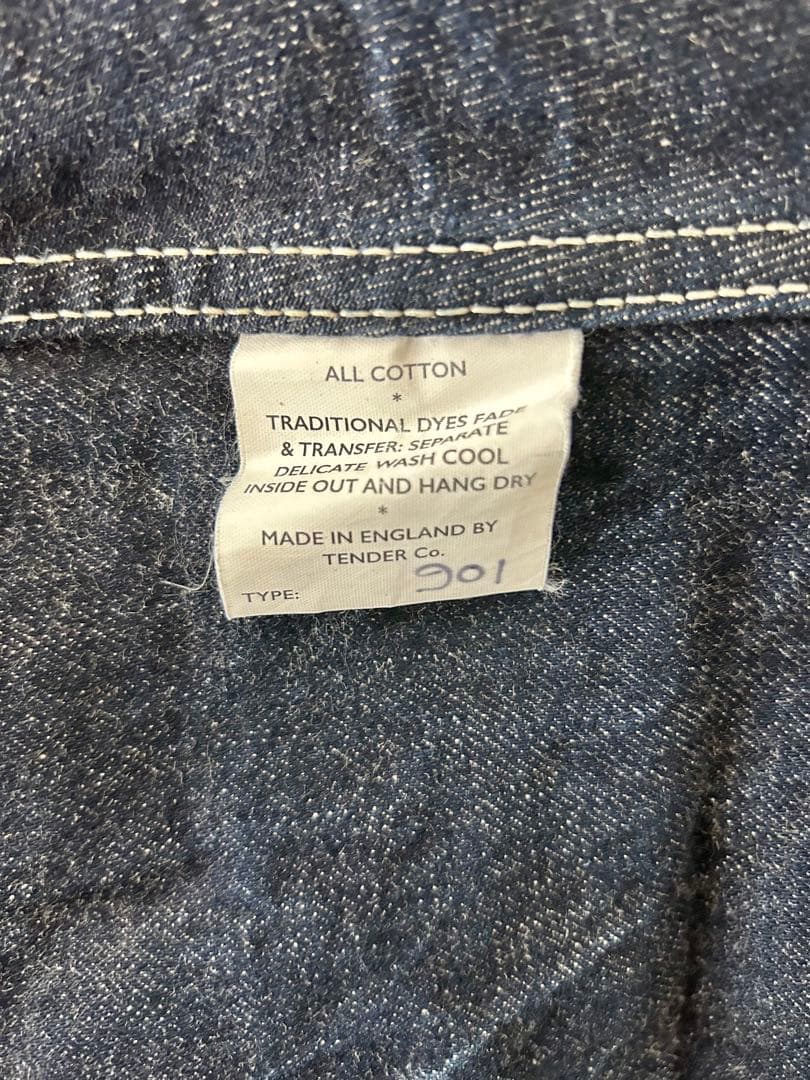 ALL COTTON
*
TRADITIONAL DYES FADE
& TRANSFER: SEPARATE
DELICATE WASH COOL
INSIDE OUT AND HANG DRY
*
MADE IN ENGLAND BY
TENDER Co.
TYPE: 901